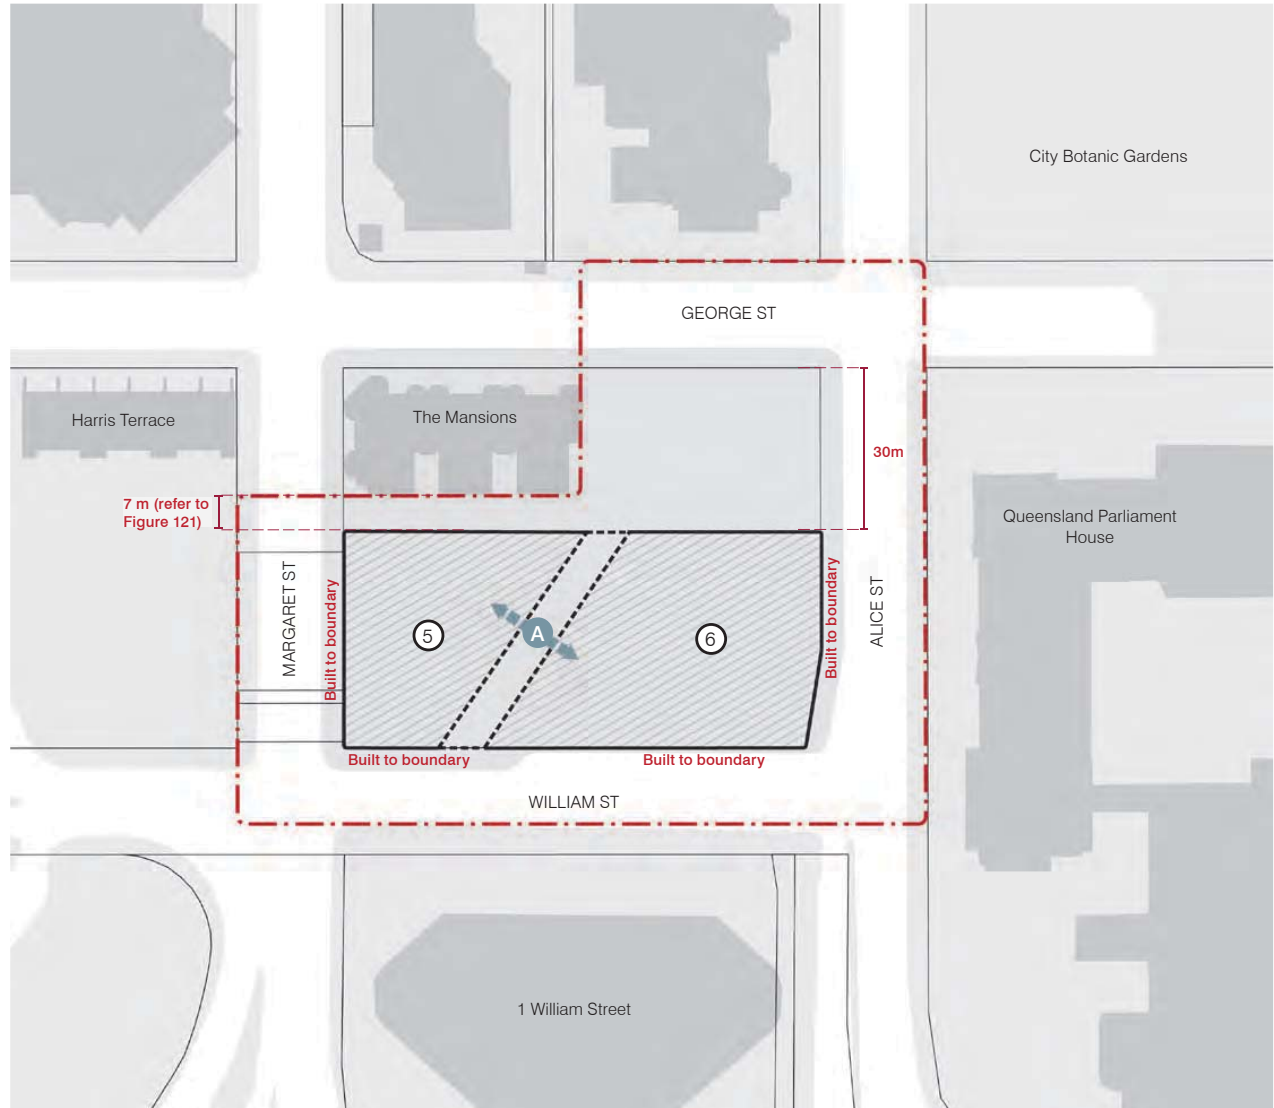 City Botanic Gardens
GEORGE ST
Harris Terrace
The Mansions
30m
7 m (refer to
Figure 121)
Queensland Parliament
House
MARGARET ST
Built to boundary
5
A
6
Built to boundary
ALICE ST
Built to boundary
Built to boundary
WILLIAM ST
1 William Street